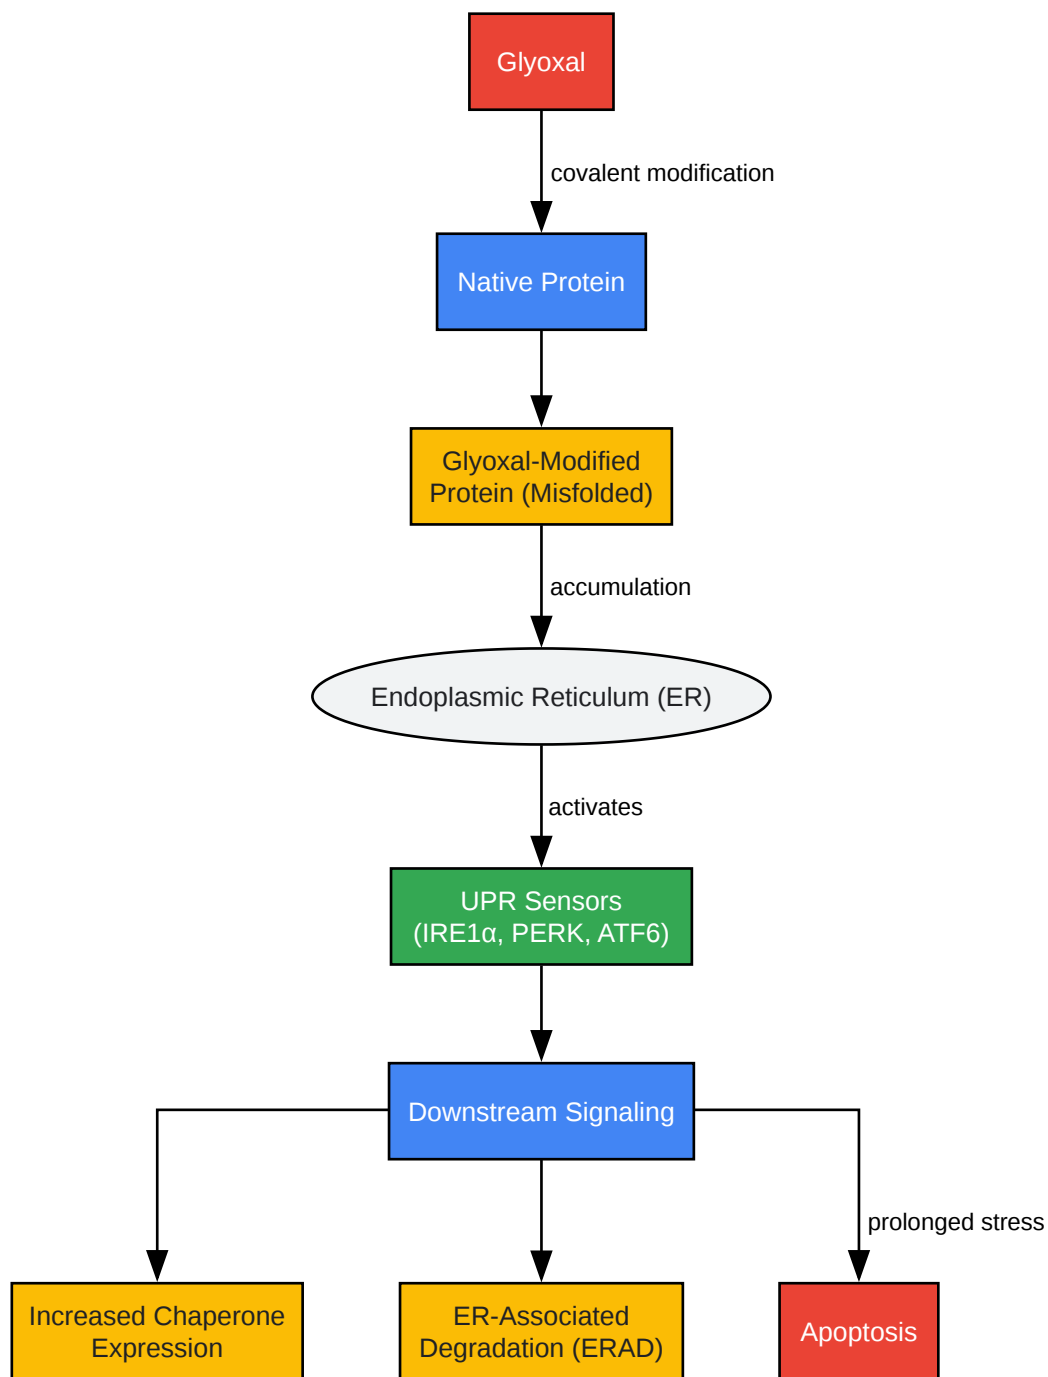 Glyoxal
covalent modification
Native Protein
Glyoxal-Modified
Protein (Misfolded)
accumulation
Endoplasmic Reticulum (ER)
activates
UPR Sensors
(IRE1α, PERK, ATF6)
Downstream Signaling
prolonged stress
Increased Chaperone
Expression
ER-Associated
Degradation (ERAD)
Apoptosis